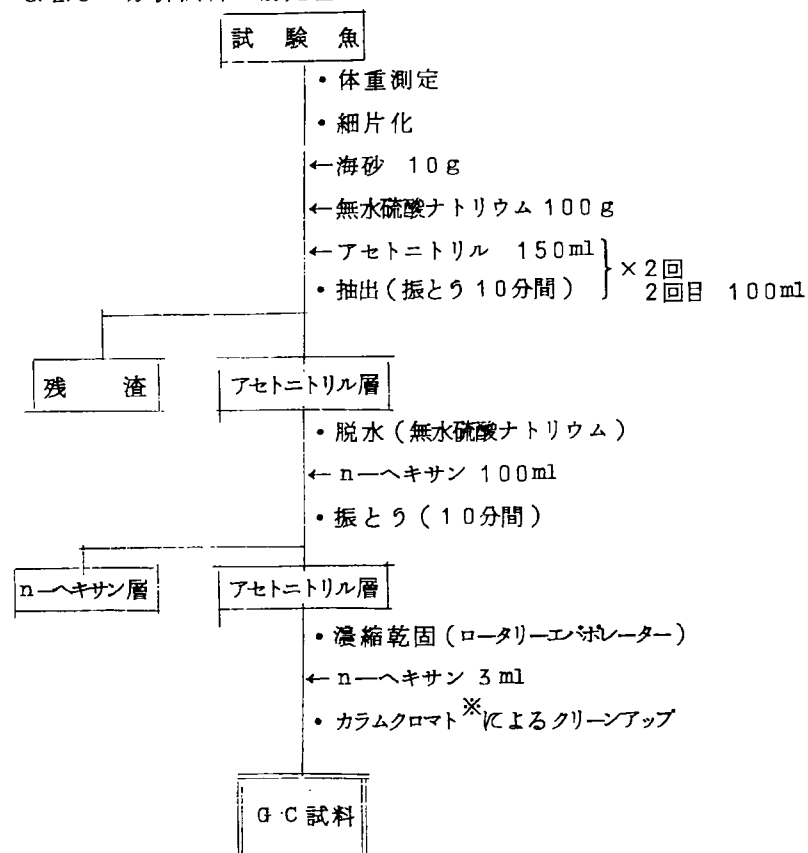 試験魚
・体重測定
・細片化
←海砂 10g
←無水硫酸ナトリウム 100g
←アセトニトリル 150ml
・抽出(振とう10分間)
}×2回
2回目 100ml
残渣
アセトニトリル層
・脱水(無水硫酸ナトリウム)
←n-ヘキサン 100ml
・振とう(10分間)
n-ヘキサン層
アセトニトリル層
・濃縮乾固(ロータリーエバポレーター)
←n-ヘキサン 3ml
・カラムクロマト※によるクリーンアップ
GC試料